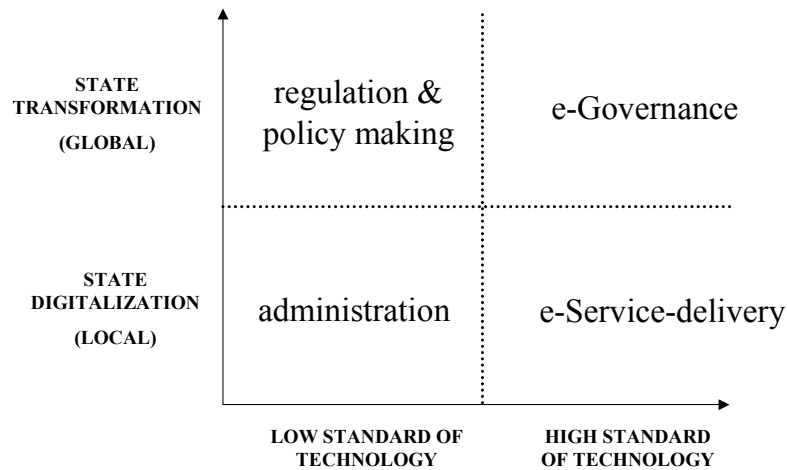 STATE
TRANSFORMATION
(GLOBAL)
regulation &
policy making
e-Governance
STATE
DIGITALIZATION
(LOCAL)
administration
e-Service-delivery
LOW STANDARD OF
TECHNOLOGY
HIGH STANDARD
OF TECHNOLOGY